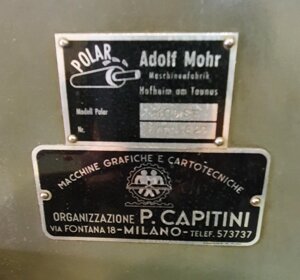 POLAR
Adolf Mohr
Maschinenfabrik
Hofheim am Taunus
Modell Polar
Nr.
MACCHINE GRAFICHE E CARTOTECNICHE
ORGANIZZAZIONE P. CAPITINI
VIA FONTANA 18 - MILANO - TELEF. 573737